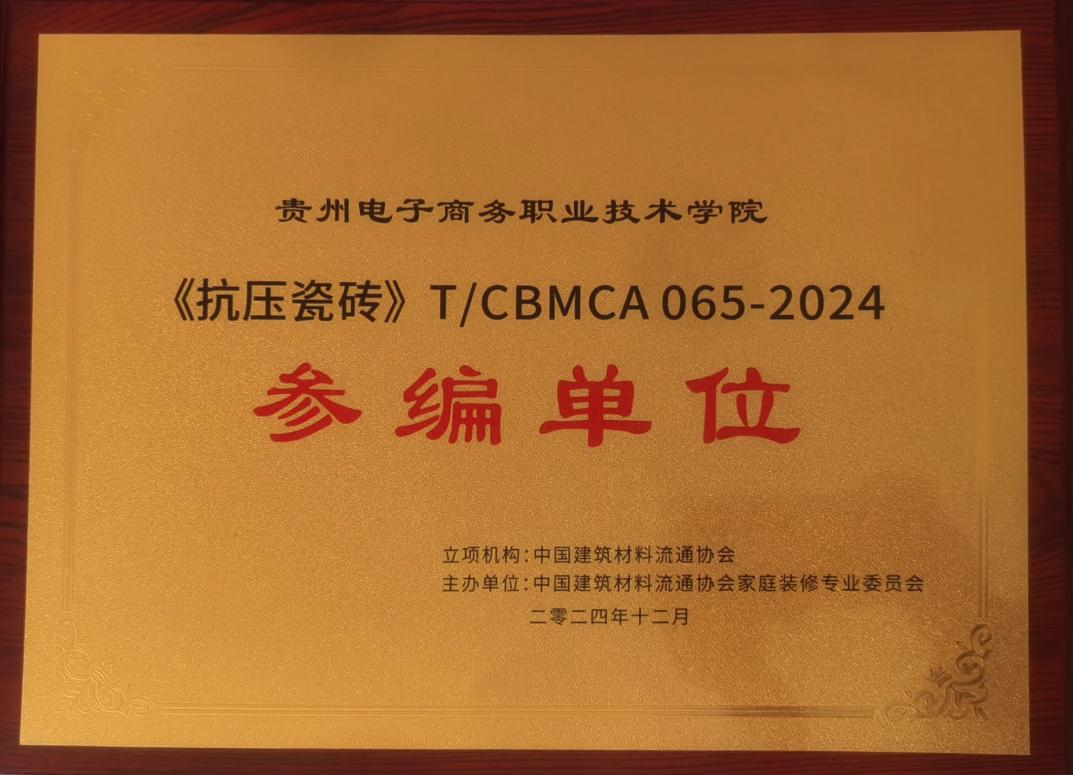 贵州电子商务职业技术学院
《抗压瓷砖》T/CBMCA 065-2024
参编单位
立项机构:中国建筑材料流通协会
主办单位:中国建筑材料流通协会家庭装修专业委员会
二零二四年十二月